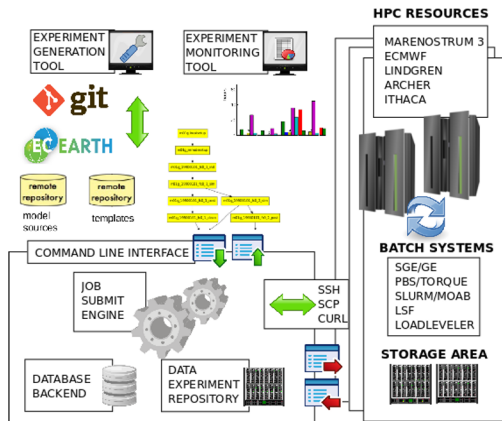 EXPERIMENT
GENERATION
TOOL
EXPERIMENT
MONITORING
TOOL
HPC RESOURCES
MARENOSTRUM 3
ECMWF
LINDGREN
ARCHER
ITHACA
git
EC EARTH
remote
repository
model
sources
remote
repository
templates
COMMAND LINE INTERFACE
JOB
SUBMIT
ENGINE
SSH
SCP
CURL
BATCH SYSTEMS
SGE/GE
PBS/TORQUE
SLURM/MOAB
LSF
LOADLEVELER
STORAGE AREA
DATABASE
BACKEND
DATA
EXPERIMENT
REPOSITORY